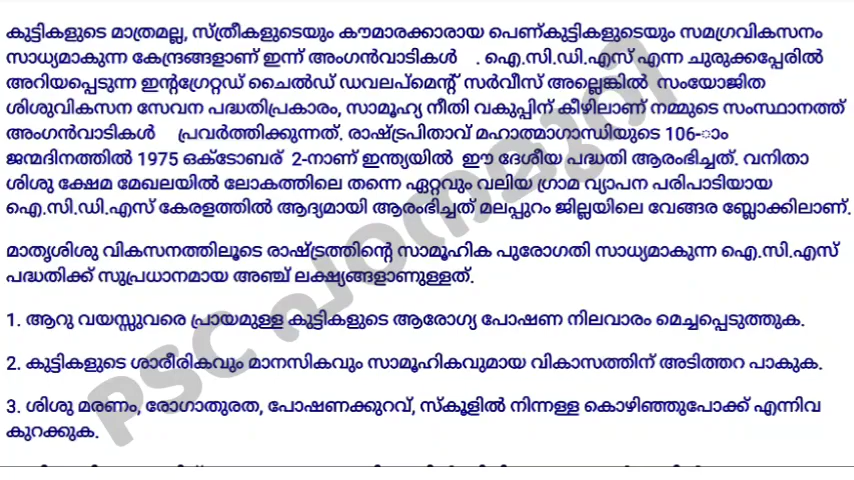 കുട്ടികളുടെ മാത്രമല്ല, സ്ത്രീകളുടെയും കൗമാരക്കാരായ പെണ്കുട്ടികളുടെയും സമഗ്രവികസനം
സാധ്യമാകുന്ന കേന്ദ്രങ്ങളാണ് ഇന്ന് അംഗൻവാടികൾ . ഐ.സി.ഡി.എസ് എന്ന ചുരുക്കപ്പേരിൽ
അറിയപ്പെടുന്ന ഇന്റഗ്രേറ്റഡ് ചൈൽഡ് ഡവലപ്മെന്റ് സർവീസ് അല്ലെങ്കിൽ സംയോജിത
ശിശുവികസന സേവന പദ്ധതിപ്രകാരം, സാമൂഹ്യ നീതി വകുപ്പിന് കീഴിലാണ് നമ്മുടെ സംസ്ഥാനത്ത്
അംഗൻവാടികൾ പ്രവർത്തിക്കുന്നത്. രാഷ്ട്രപിതാവ് മഹാത്മാഗാന്ധിയുടെ 106-ാം
ജന്മദിനത്തിൽ 1975 ഒക്ടോബര് 2-നാണ് ഇന്ത്യയിൽ ഈ ദേശീയ പദ്ധതി ആരംഭിച്ചത്. വനിതാ
ശിശു ക്ഷേമ മേഖലയിൽ ലോകത്തിലെ തന്നെ ഏറ്റവും വലിയ ഗ്രാമ വ്യാപന പരിപാടിയായ
ഐ.സി.ഡി.എസ് കേരളത്തിൽ ആദ്യമായി ആരംഭിച്ചത് മലപ്പുറം ജില്ലയിലെ വേങ്ങര ബ്ലോക്കിലാണ്.
മാതൃശിശു വികസനത്തിലൂടെ രാഷ്ട്രത്തിന്റെ സാമൂഹിക പുരോഗതി സാധ്യമാകുന്ന ഐ.സി.എസ്
പദ്ധതിക്ക് സുപ്രധാനമായ അഞ്ച് ലക്ഷ്യങ്ങളാണുള്ളത്.
1. ആറു വയസ്സുവരെ പ്രായമുള്ള കുട്ടികളുടെ ആരോഗ്യ പോഷണ നിലവാരം മെച്ചപ്പെടുത്തുക.
2. കുട്ടികളുടെ ശാരീരികവും മാനസികവും സാമൂഹികവുമായ വികാസത്തിന് അടിത്തറ പാകുക.
3. ശിശു മരണം, രോഗാതുരത, പോഷണക്കുറവ്, സ്കൂളിൽ നിന്നള്ള കൊഴിഞ്ഞുപോക്ക് എന്നിവ
കുറക്കുക.
PSC പഠനമുറി